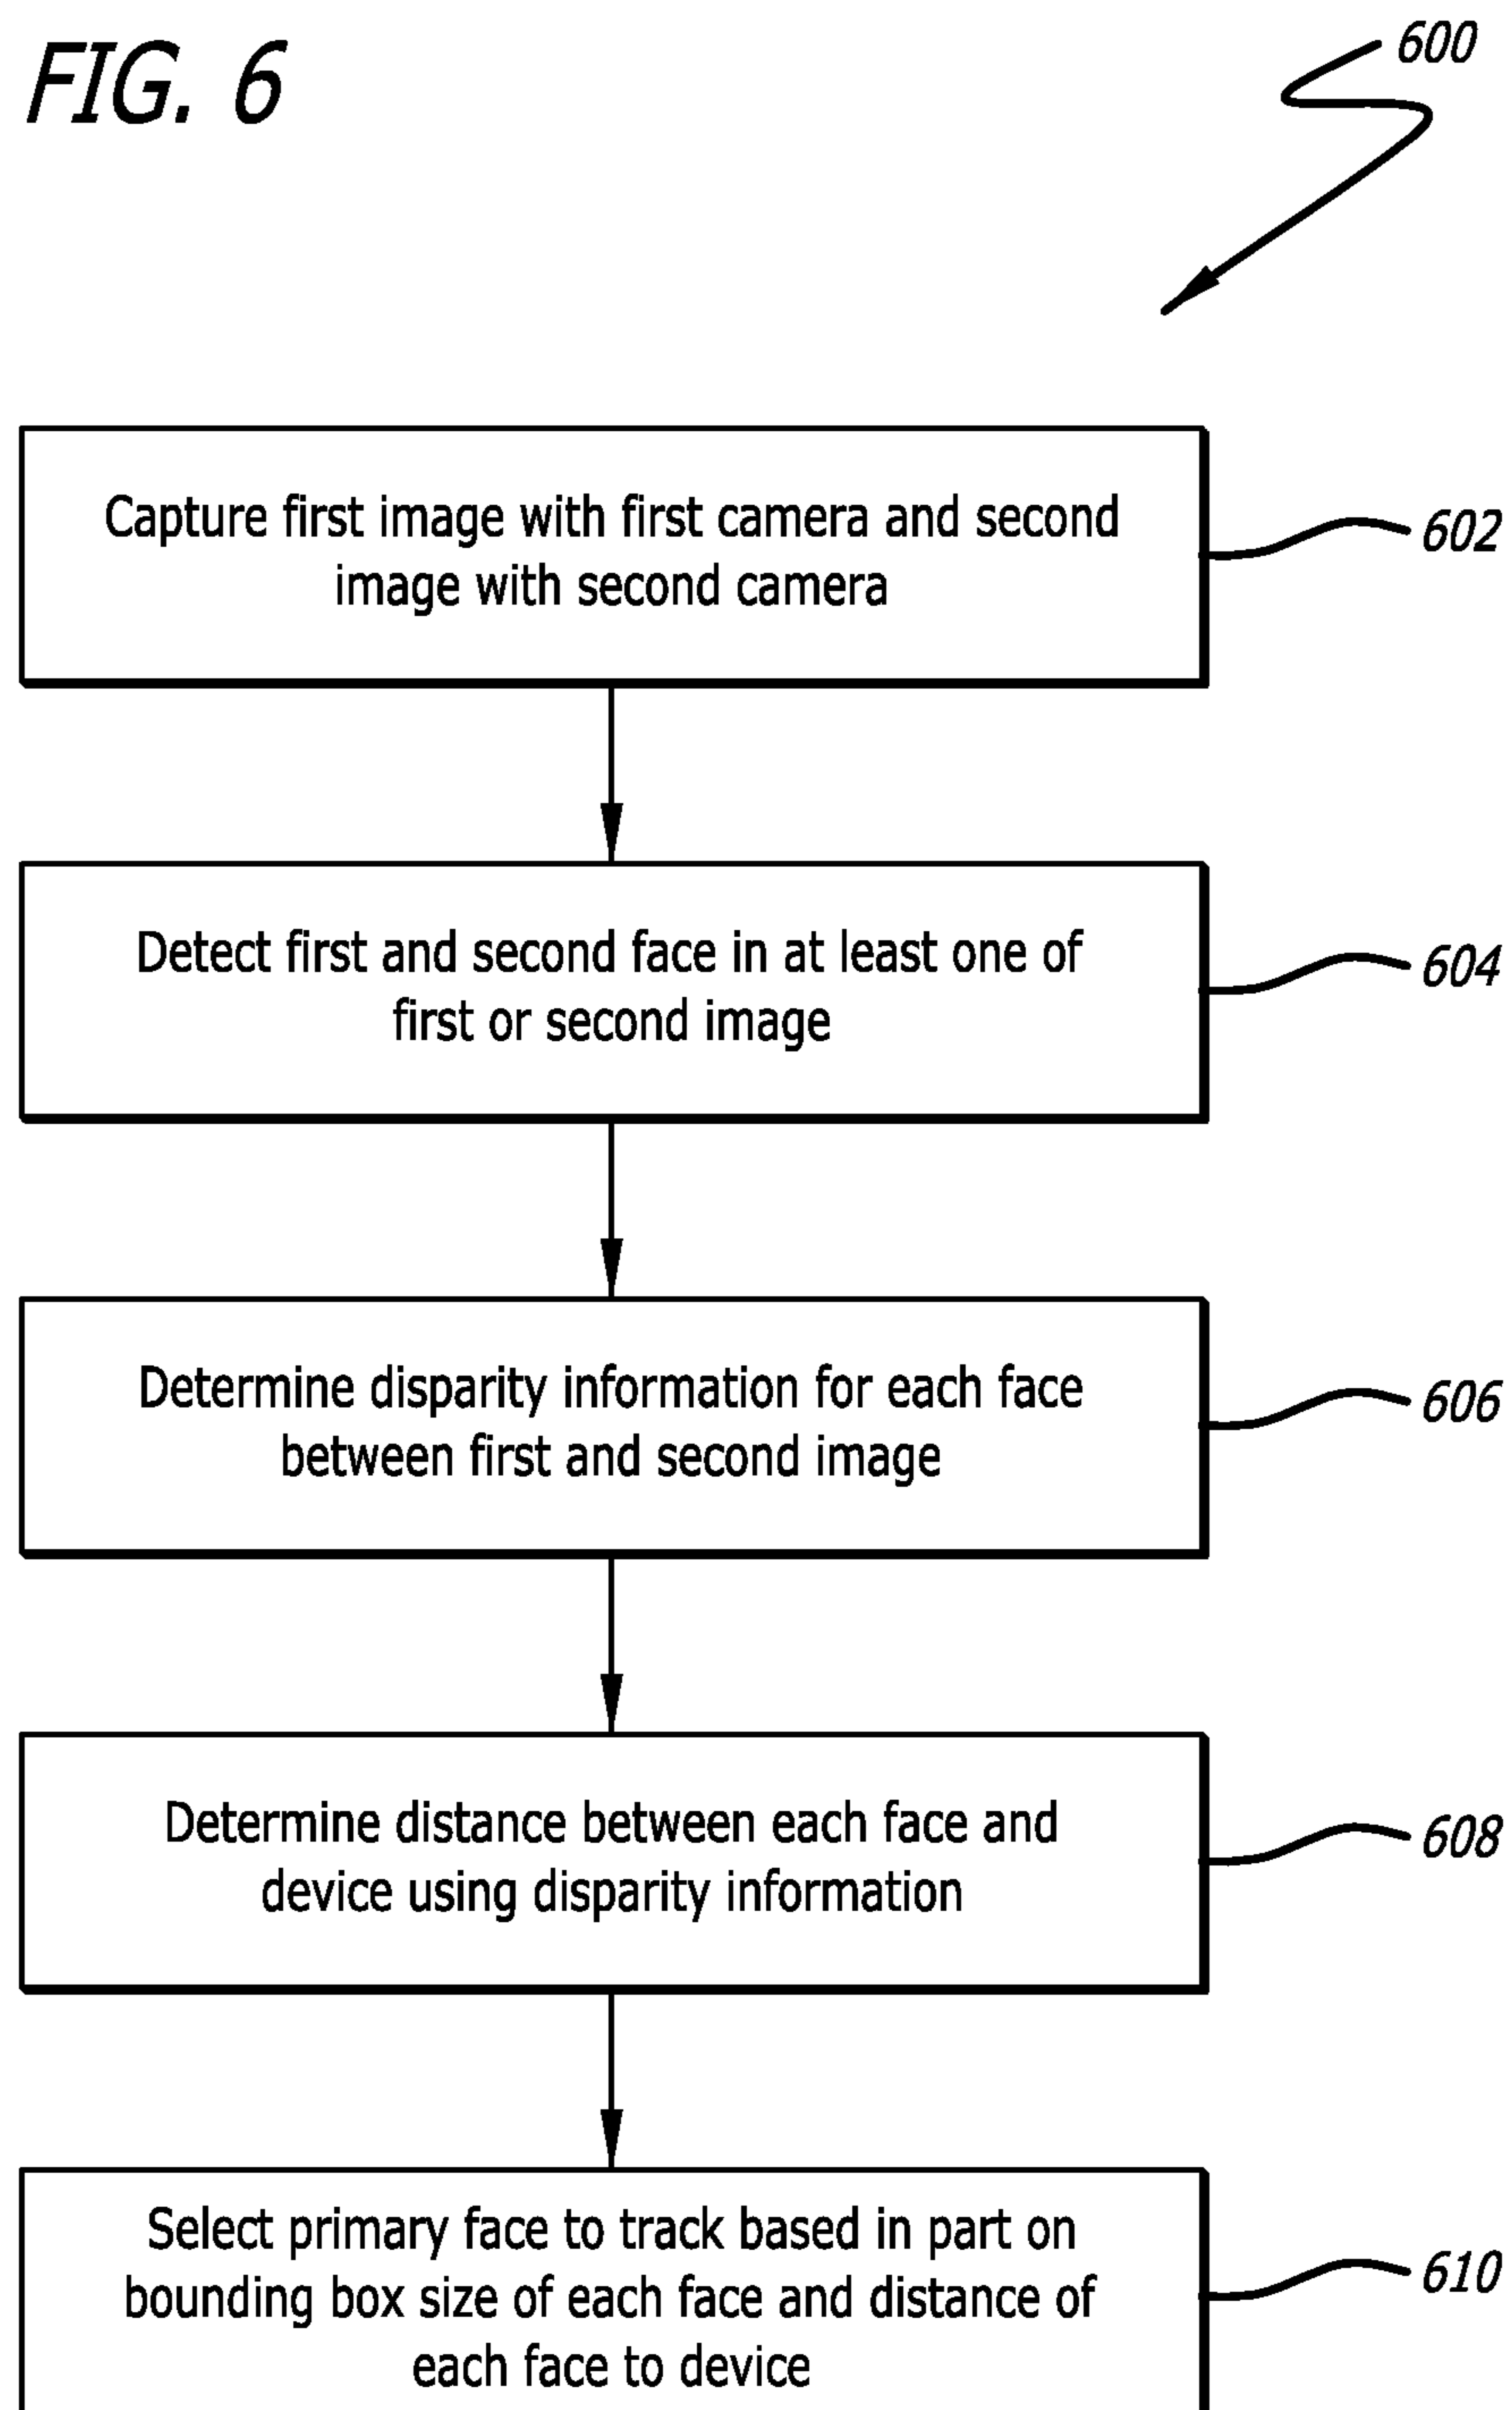 FIG. 6
600
Capture first image with first camera and second
image with second camera
602
Detect first and second face in at least one of
first or second image
604
Determine disparity information for each face
between first and second image
606
Determine distance between each face and
device using disparity information
608
Select primary face to track based in part on
bounding box size of each face and distance of
each face to device
610